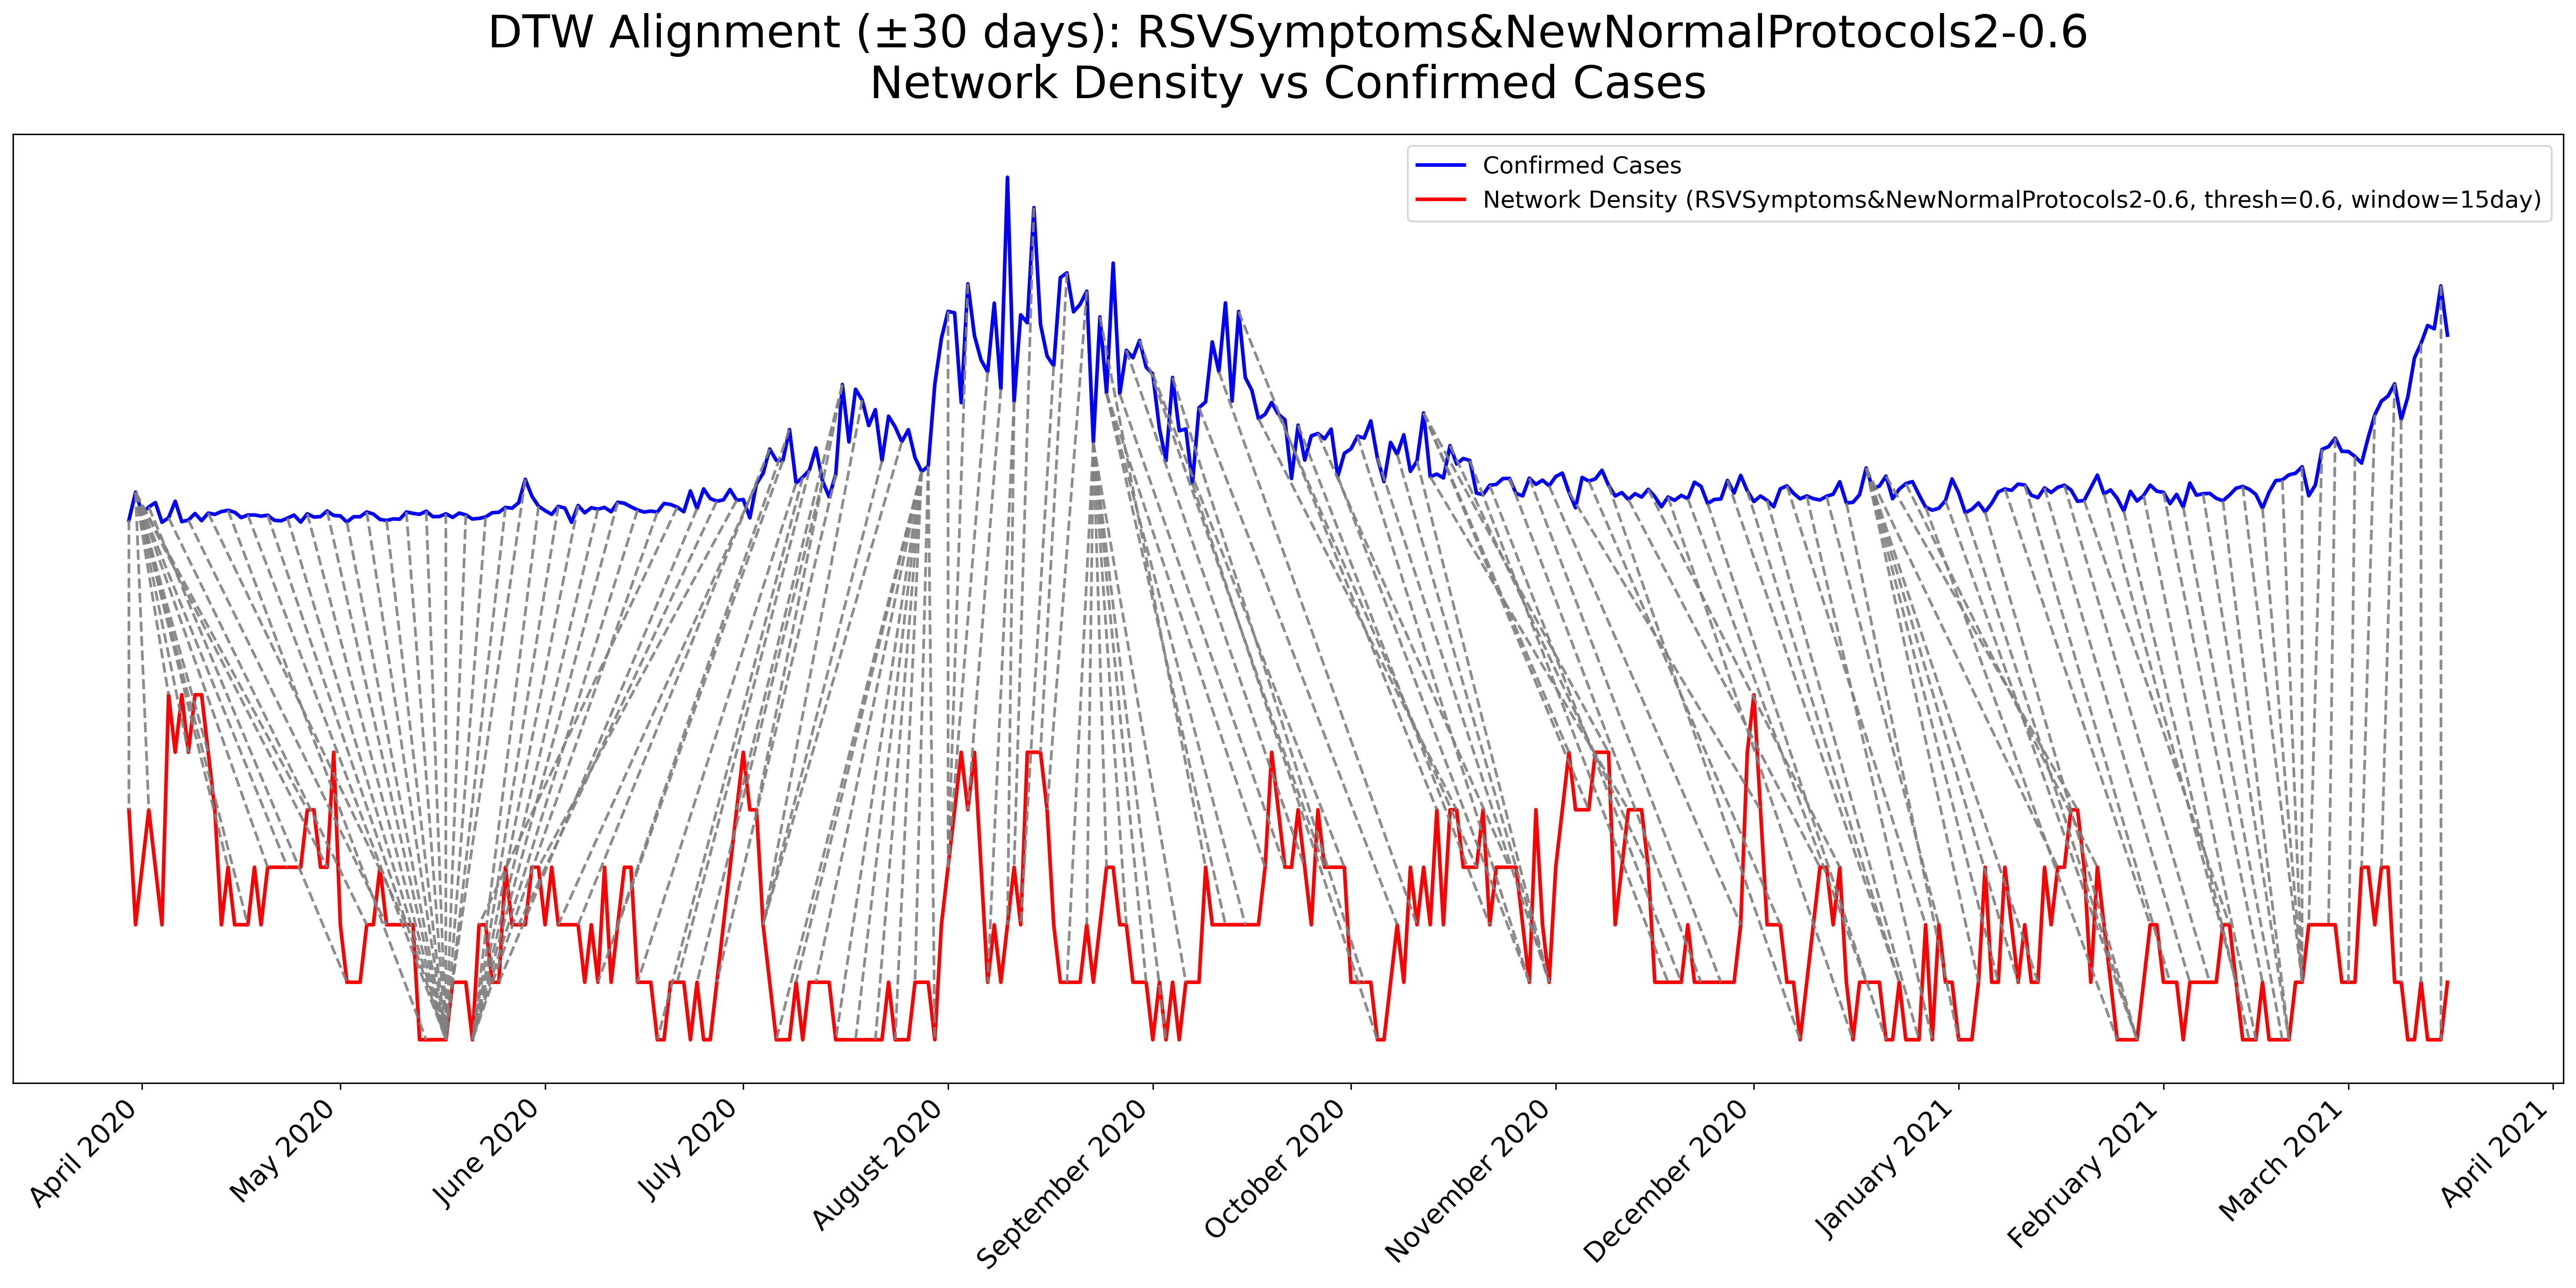 DTW Alignment (±30 days): RSVSymptoms&NewNormalProtocols2-0.6
Network Density vs Confirmed Cases
Confirmed Cases
Network Density (RSVSymptoms&NewNormalProtocols2-0.6, thresh=0.6, window=15day)
April 2020
May 2020
June 2020
July 2020
August 2020
September 2020
October 2020
November 2020
December 2020
January 2021
February 2021
March 2021
April 2021